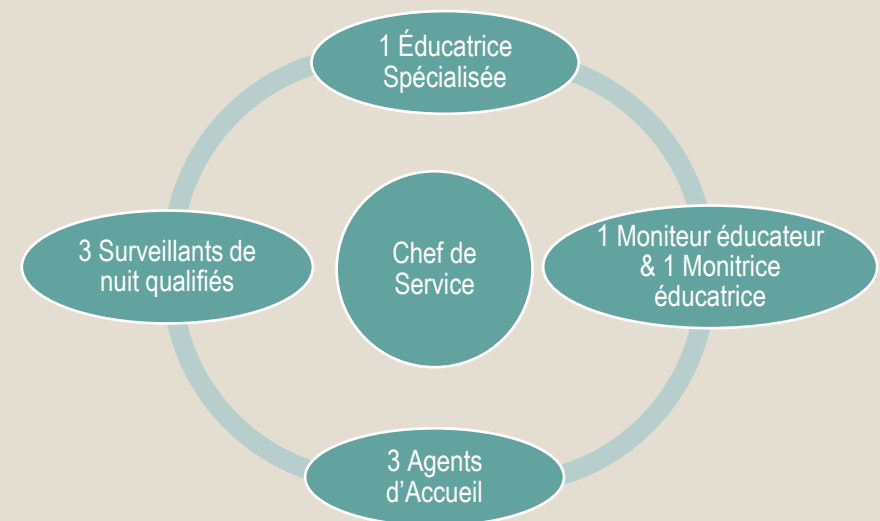 1 Éducatrice
Spécialisée
3 Surveillants de
nuit qualifiés
Chef de
Service
1 Moniteur éducateur
& 1 Monitrice
éducatrice
3 Agents
d’Accueil